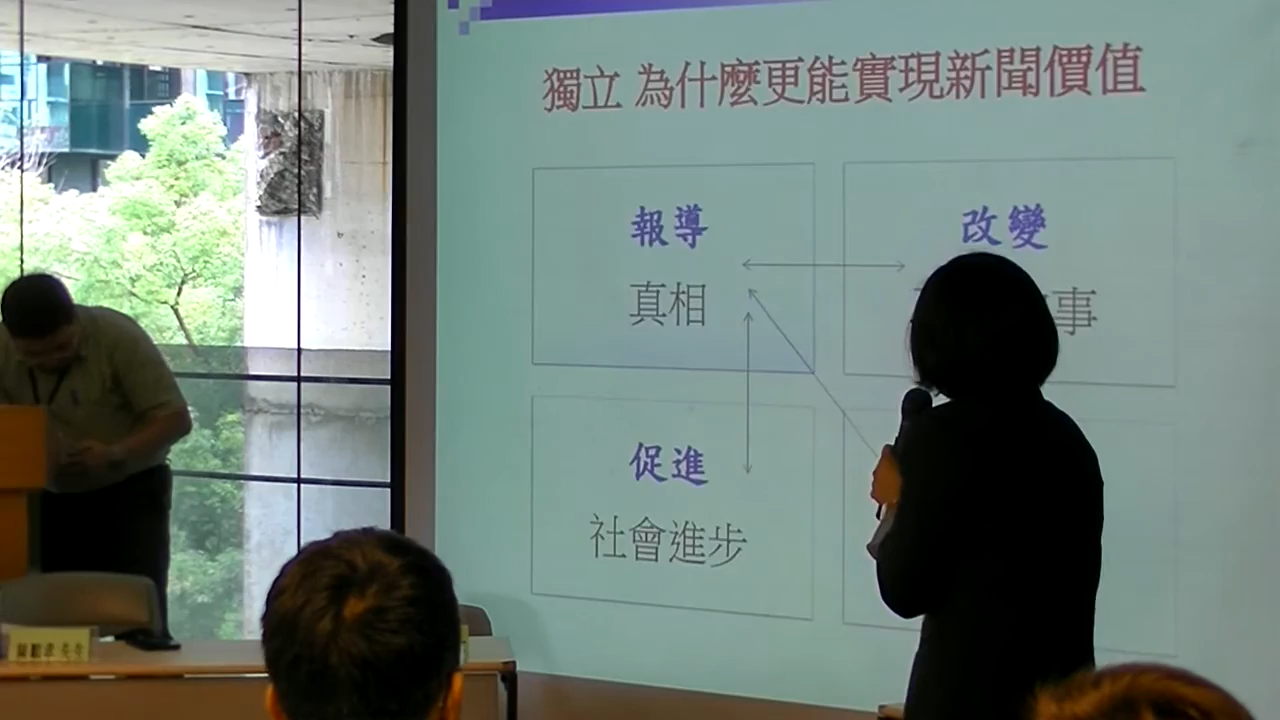 獨立 為什麼更能實現新聞價值
報導
真相
改變
事
促進
社會進步